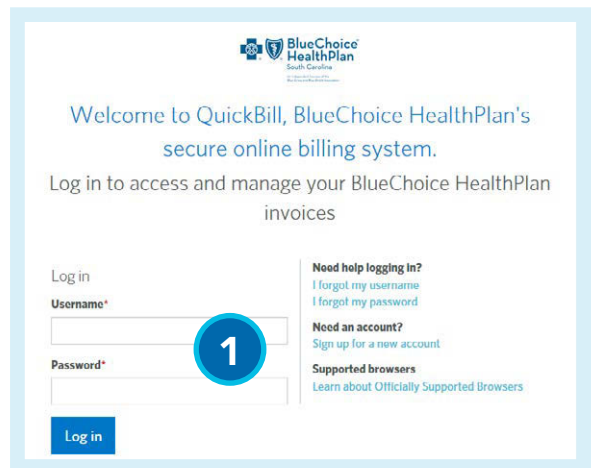 BlueChoice
HealthPlan
South Carolina
Welcome to QuickBill, BlueChoice HealthPlan's
secure online billing system.
Log in to access and manage your BlueChoice HealthPlan
invoices
Log in
Username*
Password*
Log in
1
Need help logging in?
I forgot my username
I forgot my password
Need an account?
Sign up for a new account
Supported browsers
Learn about Officially Supported Browsers